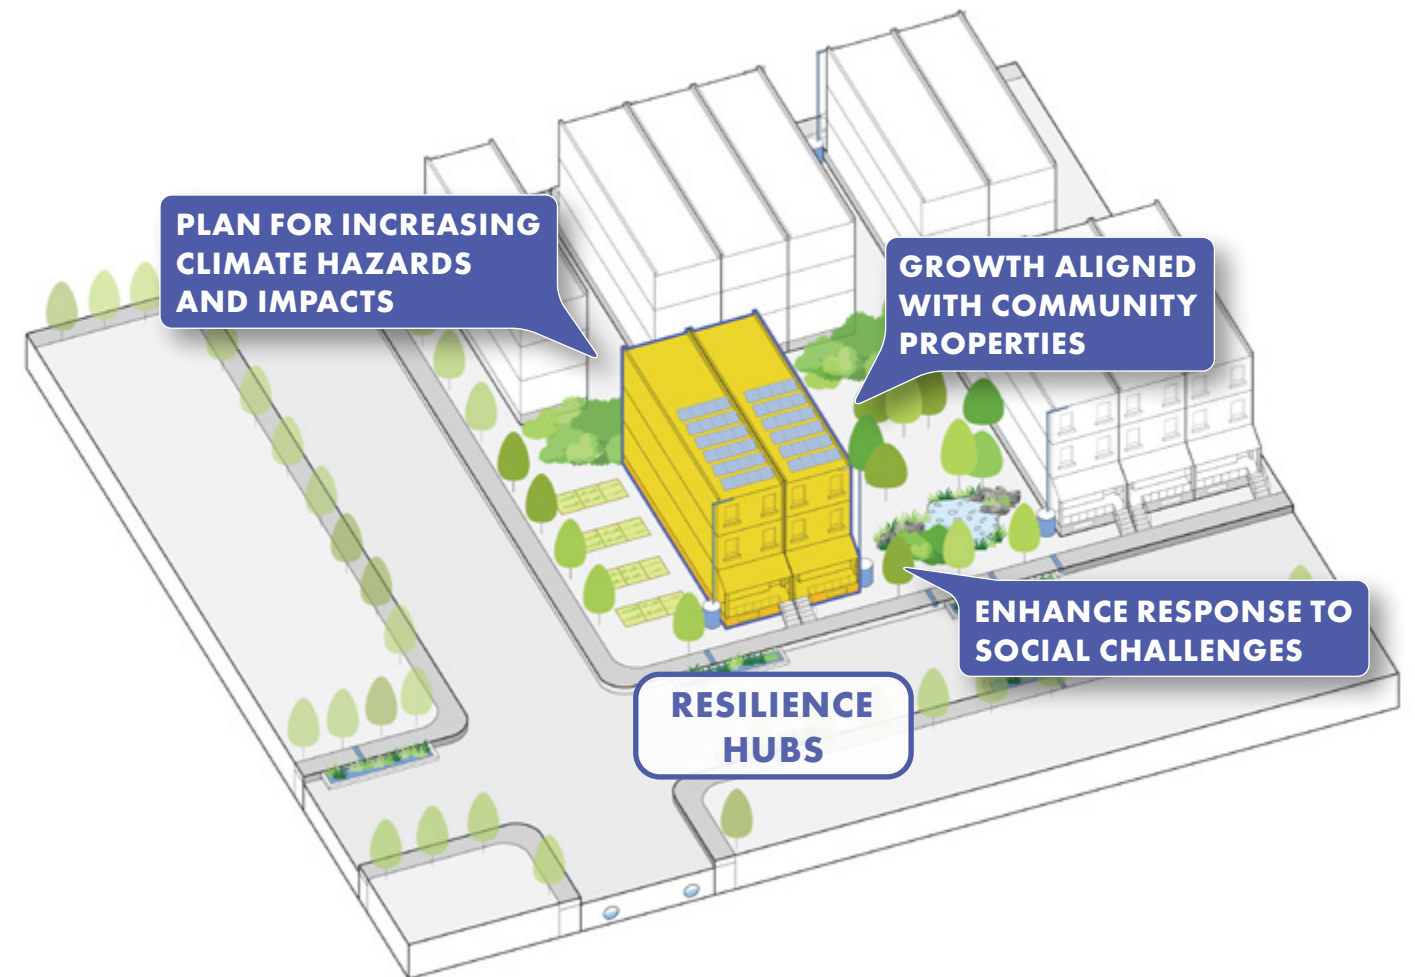 PLAN FOR INCREASING
CLIMATE HAZARDS
AND IMPACTS
GROWTH ALIGNED
WITH COMMUNITY
PROPERTIES
ENHANCE RESPONSE TO
SOCIAL CHALLENGES
RESILIENCE
HUBS